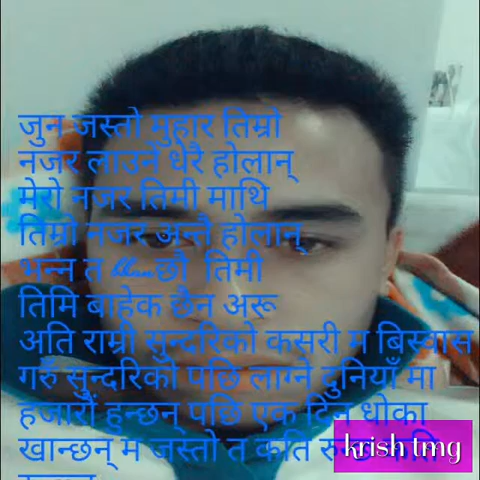 जुन जस्तो मुहार तिम्रो
नजर लाउने धेरै होलान्
मेरो नजर तिमी माथि
तिम्रो नजर अन्तै होलान्
भन्न त छौ तिमी
तिमि बाहेक छैन अरू
अति राम्री सुन्दरिको कसरी म बिस्वास
गरुँ सुन्दरिको पछि लाग्ने दुनियाँ मा
हजारौं हुन्छन् पछि एक दिन धोका
खान्छन् म जस्तो त कति
krish tmg